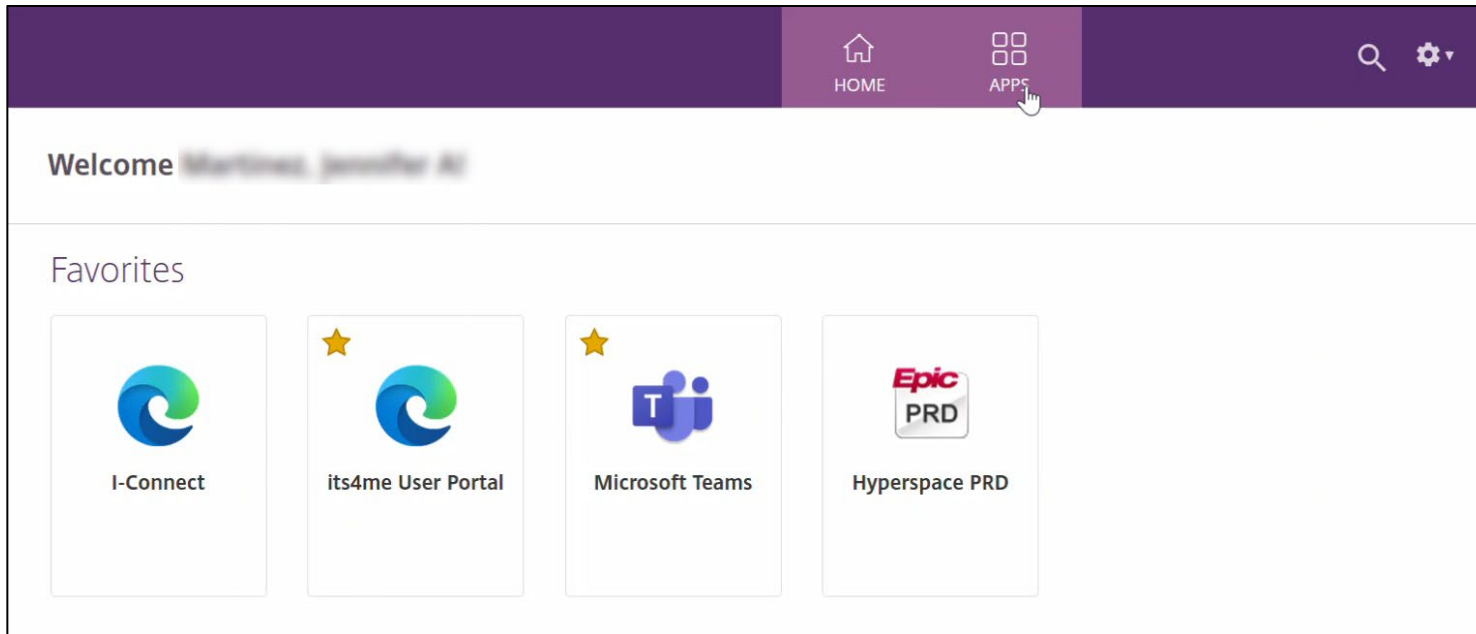 HOME
APPS
Welcome
Favorites
T
Epic
PRD
I-Connect
its4me User Portal
Microsoft Teams
Hyperspace PRD